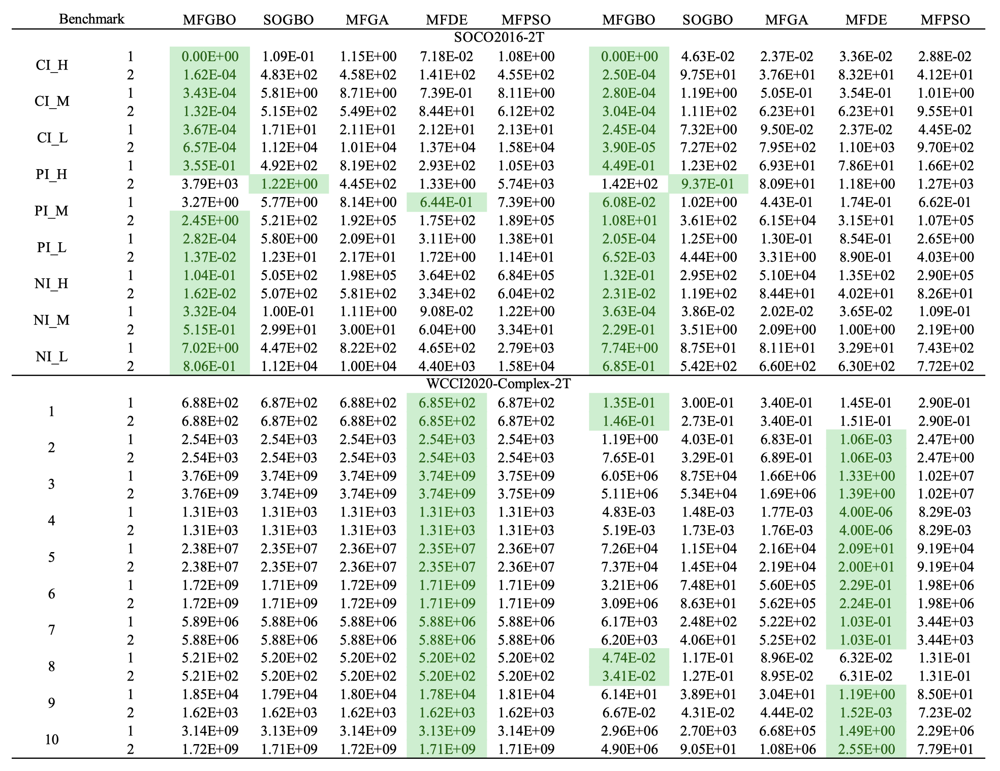 Benchmark MFGBO SOGBO MFGA MFDE MFPSO MFGBO SOGBO MFGA MFDE MFPSO
SOCO2016-2T
CI_H 1 0.00E+00 1.09E-01 1.15E+00 7.18E-02 1.08E+00 0.00E+00 4.63E-02 2.37E-02 3.36E-02 2.88E-02
2 1.62E-04 4.83E+02 4.58E+02 1.41E+02 4.55E+02 2.50E-04 9.75E+01 3.76E+01 8.32E+01 4.12E+01
CI_M 1 3.43E-04 5.81E+00 8.71E+00 7.39E-01 8.11E+00 2.80E-04 1.19E+00 5.05E-01 3.54E-01 1.01E+00
2 1.32E-04 5.15E+02 5.49E+02 8.44E+01 6.12E+02 3.04E-04 1.11E+02 6.23E+01 6.23E+01 9.55E+01
CI_L 1 3.67E-04 1.71E+01 2.11E+01 2.12E+01 2.13E+01 2.45E-04 7.32E+00 9.50E-02 2.37E-02 4.45E-02
2 6.57E-04 1.12E+04 1.01E+04 1.37E+04 1.58E+04 3.90E-05 7.27E+02 7.95E+02 1.10E+03 9.70E+02
PI_H 1 3.55E-01 4.92E+02 8.19E+02 2.93E+02 1.05E+03 4.49E-01 1.23E+02 6.93E+01 7.86E+01 1.66E+02
2 3.79E+03 1.22E+00 4.45E+02 1.33E+00 5.74E+03 1.42E+02 9.37E-01 8.09E+01 1.18E+00 1.27E+03
PI_M 1 3.27E+00 5.77E+00 8.14E+00 6.44E-01 7.39E+00 6.08E-02 1.02E+00 4.43E-01 1.74E-01 6.62E-01
2 2.45E+00 5.21E+02 1.92E+05 1.75E+02 1.89E+05 1.08E+01 3.61E+02 6.15E+04 3.15E+01 1.07E+05
PI_L 1 2.82E-04 5.80E+00 2.09E+01 3.11E+00 1.38E+01 2.05E-04 1.25E+00 1.30E-01 8.54E-01 2.65E+00
2 1.37E-02 1.23E+01 2.17E+01 1.72E+00 1.14E+01 6.52E-03 4.44E+00 3.31E+00 8.90E-01 4.03E+00
NI_H 1 1.04E-01 5.05E+02 1.98E+05 3.64E+02 6.84E+05 1.32E-01 2.95E+02 5.10E+04 1.35E+02 2.90E+05
2 1.62E-02 5.07E+02 5.81E+02 3.34E+02 6.04E+02 2.31E-02 1.19E+02 8.44E+01 4.02E+01 8.26E+01
NI_M 1 3.32E-04 1.00E-01 1.11E+00 9.08E-02 1.22E+00 3.63E-04 3.86E-02 2.02E-02 3.65E-02 1.09E-01
2 5.15E-01 2.99E+01 3.00E+01 6.04E+00 3.34E+01 2.29E-01 3.51E+00 2.09E+00 1.00E+00 2.19E+00
NI_L 1 7.02E+00 4.47E+02 8.22E+02 4.65E+02 2.79E+03 7.74E+00 8.75E+01 8.11E+01 3.29E+01 7.43E+02
2 8.06E-01 1.12E+04 1.00E+04 4.40E+03 1.58E+04 6.85E-01 5.42E+02 6.60E+02 6.30E+02 7.72E+02
WCCI2020-Complex-2T
1 1 6.88E+02 6.87E+02 6.88E+02 6.85E+02 6.87E+02 1.35E-01 3.00E-01 3.40E-01 1.45E-01 2.90E-01
2 6.88E+02 6.87E+02 6.88E+02 6.85E+02 6.87E+02 1.46E-01 2.73E-01 3.40E-01 1.51E-01 2.90E-01
2 1 2.54E+03 2.54E+03 2.54E+03 2.54E+03 2.54E+03 1.19E+00 4.03E-01 6.83E-01 1.06E-03 2.47E+00
2 2.54E+03 2.54E+03 2.54E+03 2.54E+03 2.54E+03 7.65E-01 3.29E-01 6.89E-01 1.06E-03 2.47E+00
3 1 3.76E+09 3.74E+09 3.74E+09 3.74E+09 3.75E+09 6.05E+06 8.75E+04 1.66E+06 1.33E+00 1.02E+07
2 3.76E+09 3.74E+09 3.74E+09 3.74E+09 3.75E+09 5.11E+06 5.34E+04 1.69E+06 1.39E+00 1.02E+07
4 1 1.31E+03 1.31E+03 1.31E+03 1.31E+03 1.31E+03 4.83E-03 1.48E-03 1.77E-03 4.00E-06 8.29E-03
2 1.31E+03 1.31E+03 1.31E+03 1.31E+03 1.31E+03 5.19E-03 1.73E-03 1.76E-03 4.00E-06 8.29E-03
5 1 2.38E+07 2.35E+07 2.36E+07 2.35E+07 2.36E+07 7.26E+04 1.15E+04 2.16E+04 2.09E+01 9.19E+04
2 2.38E+07 2.35E+07 2.36E+07 2.35E+07 2.36E+07 7.37E+04 1.45E+04 2.19E+04 2.00E+01 9.19E+04
6 1 1.72E+09 1.71E+09 1.72E+09 1.71E+09 1.71E+09 3.21E+06 7.48E+01 5.60E+05 2.29E-01 1.98E+06
2 1.72E+09 1.71E+09 1.72E+09 1.71E+09 1.71E+09 3.09E+06 8.63E+01 5.62E+05 2.24E-01 1.98E+06
7 1 5.89E+06 5.88E+06 5.88E+06 5.88E+06 5.88E+06 6.17E+03 2.48E+02 5.22E+02 1.03E-01 3.44E+03
2 5.88E+06 5.88E+06 5.88E+06 5.88E+06 5.88E+06 6.20E+03 4.06E+01 5.25E+02 1.03E-01 3.44E+03
8 1 5.21E+02 5.20E+02 5.20E+02 5.20E+02 5.20E+02 4.74E-02 1.17E-01 8.96E-02 6.32E-02 1.31E-01
2 5.21E+02 5.20E+02 5.20E+02 5.20E+02 5.20E+02 3.41E-02 1.27E-01 8.95E-02 6.31E-02 1.31E-01
9 1 1.85E+04 1.79E+04 1.80E+04 1.78E+04 1.81E+04 6.14E+01 3.89E+01 3.04E+01 1.19E+00 8.50E+01
2 1.62E+03 1.62E+03 1.62E+03 1.62E+03 1.62E+03 6.67E-02 4.31E-02 4.44E-02 1.52E-03 7.23E-02
10 1 3.14E+09 3.13E+09 3.14E+09 3.13E+09 3.14E+09 2.96E+06 2.70E+03 6.68E+05 1.49E+00 2.29E+06
2 1.72E+09 1.71E+09 1.72E+09 1.71E+09 1.71E+09 4.90E+06 9.05E+01 1.08E+06 2.55E+00 7.79E+01